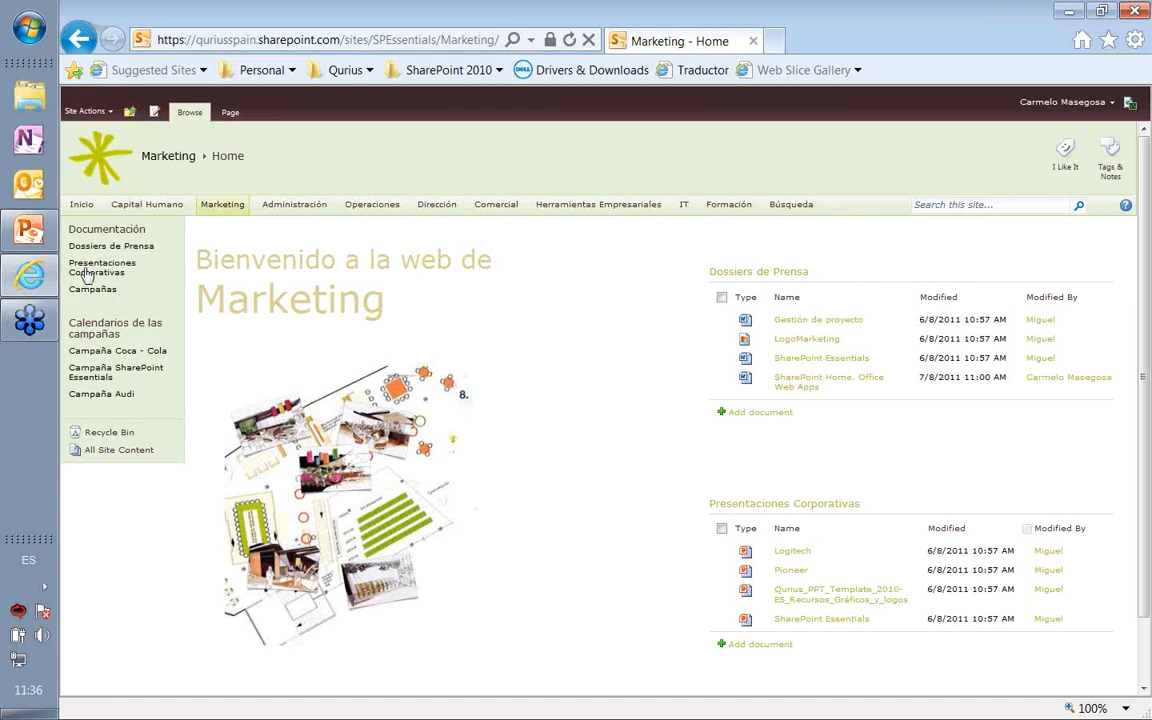 https://quriusspain.sharepoint.com/sites/SPEssentials/Marketing/
Marketing - Home
Suggested Sites
Personal
Qurius
SharePoint 2010
Drivers & Downloads
Traductor
Web Slice Gallery
Site Actions
Browse
Page
Carmelo Masegosa
Marketing
Home
I Like It
Tags &
Notes
Inicio
Capital Humano
Marketing
Administración
Operaciones
Dirección
Comercial
Herramientas Empresariales
IT
Formación
Búsqueda
Search this site...
Documentación
Dossiers de Prensa
Presentaciones
Corporativas
Campañas
Calendarios de las
campañas
Campaña Coca - Cola
Campaña SharePoint
Essentials
Campaña Audi
Recycle Bin
All Site Content
Bienvenido a la web de
Marketing
8.
Dossiers de Prensa
Type Name Modified Modified By
Gestión de proyecto 6/8/2011 10:57 AM Miguel
LogoMarketing 6/8/2011 10:57 AM Miguel
SharePoint Essentials 6/8/2011 10:57 AM Miguel
SharePoint Home. Office 7/8/2011 11:00 AM Carmelo Masegosa
Web Apps
Add document
Presentaciones Corporativas
Type Name Modified Modified By
Logitech 6/8/2011 10:57 AM Miguel
Pioneer 6/8/2011 10:57 AM Miguel
Qurius_PPT_Template_2010- 6/8/2011 10:57 AM Miguel
ES_Recursos_Gráficos_y_logos
SharePoint Essentials 6/8/2011 10:57 AM Miguel
Add document
ES
11:36
100%